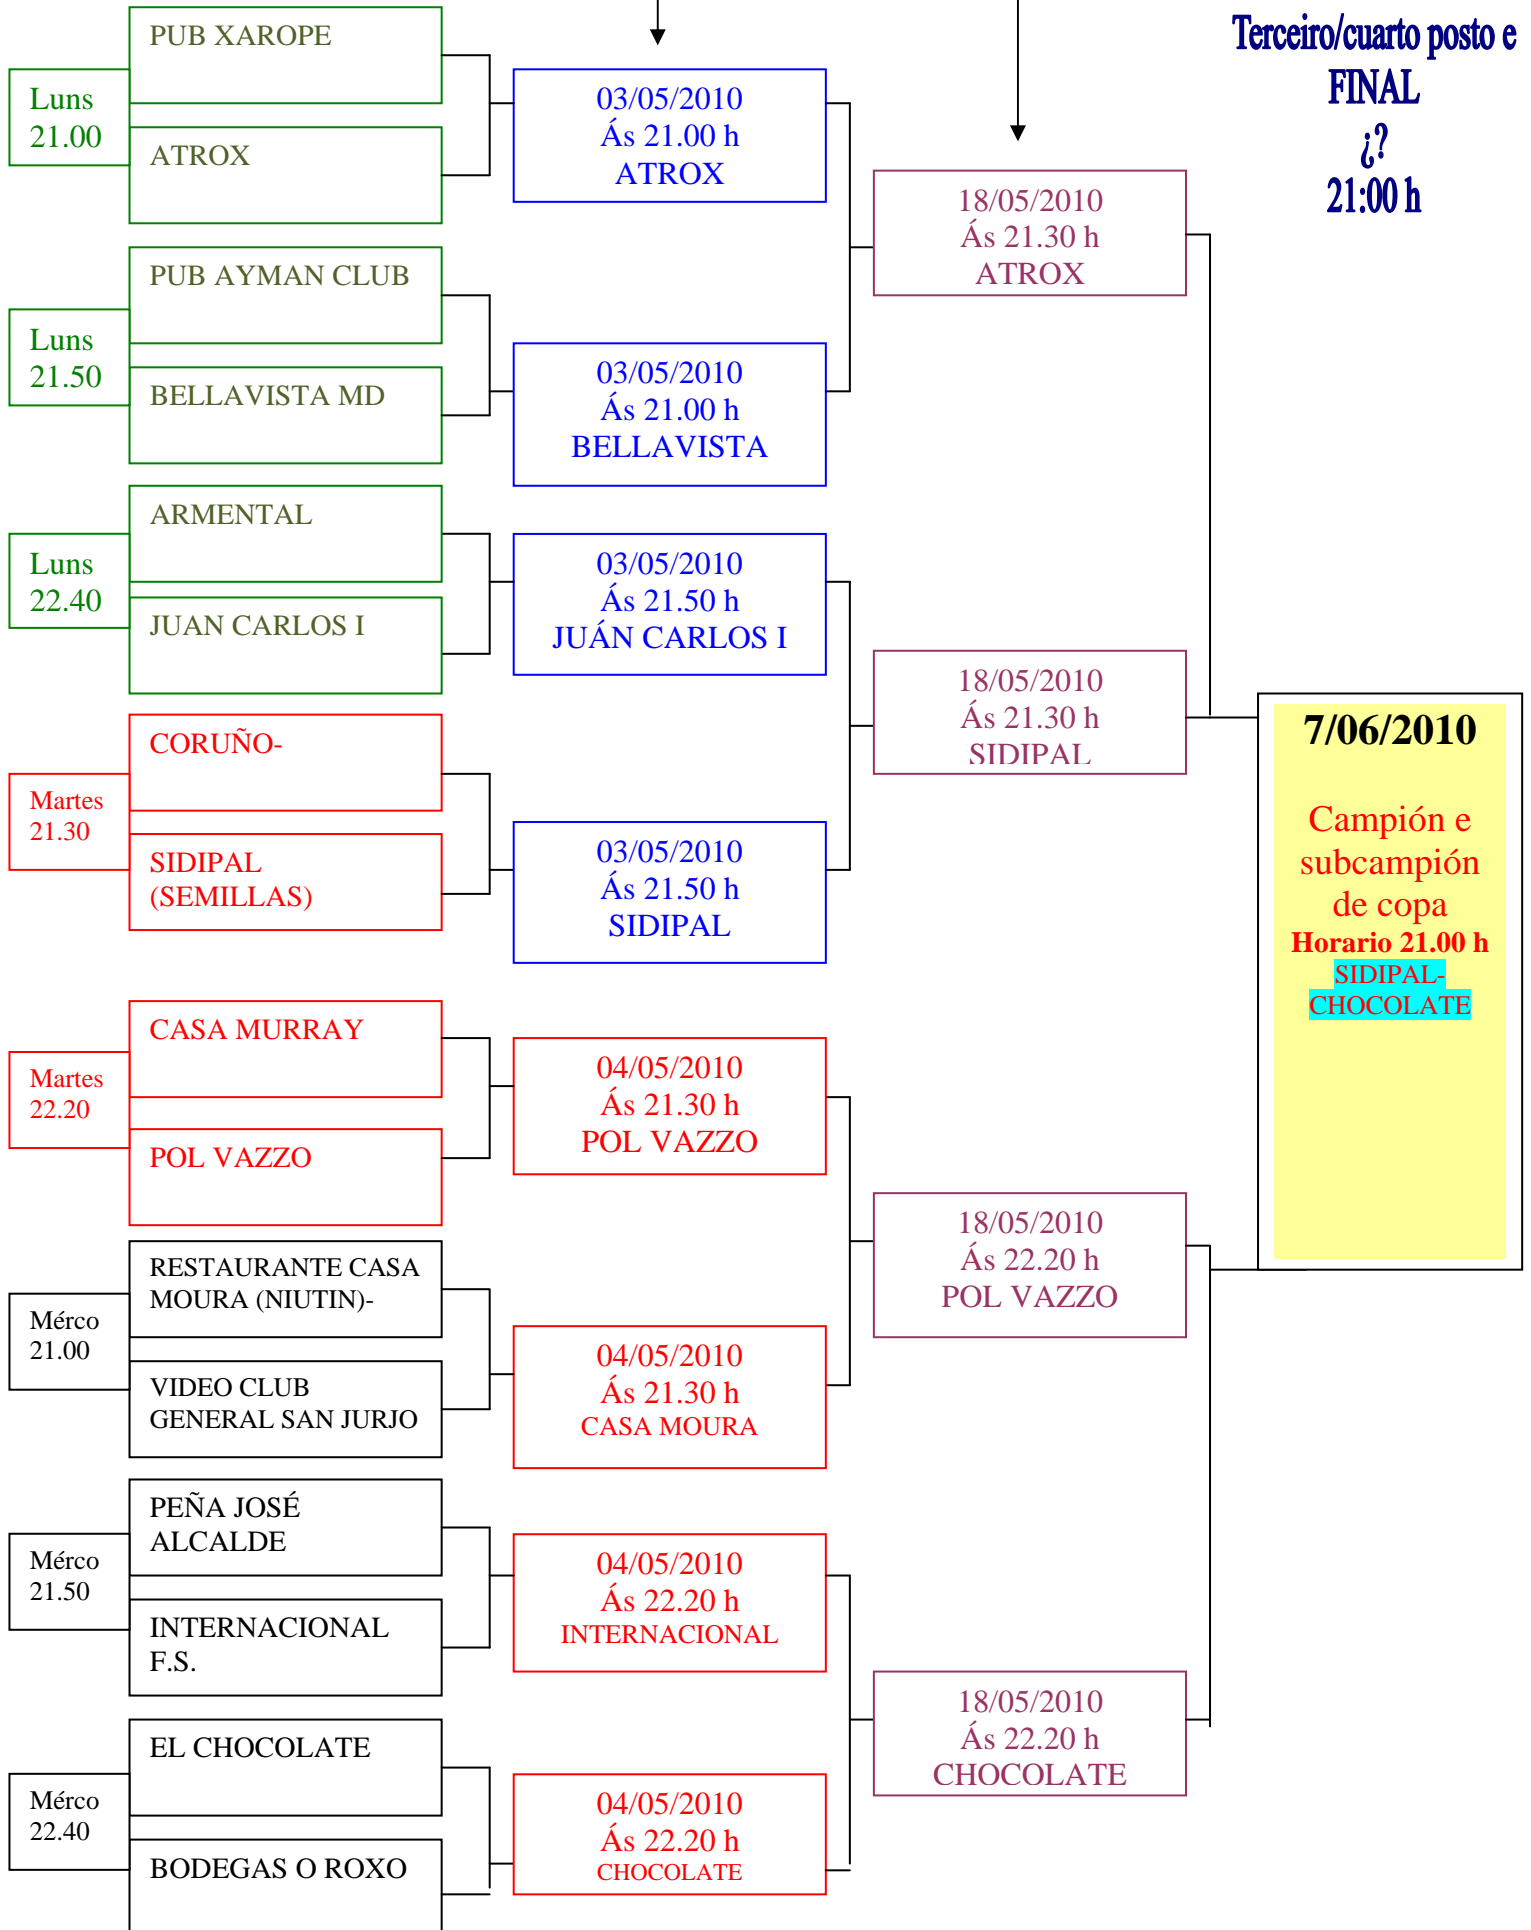 PUB XAROPE
Luns
21.00
ATROX
PUB AYMAN CLUB
Luns
21.50
BELLAVISTA MD
ARMENTAL
Luns
22.40
JUAN CARLOS I
CORUÑO-
Martes
21.30
SIDIPAL
(SEMILLAS)
CASA MURRAY
Martes
22.20
POL VAZZO
RESTAURANTE CASA
MOURA (NIUTIN)-
Mérco
21.00
VIDEO CLUB
GENERAL SAN JURJO
PEÑA JOSÉ
ALCALDE
Mérco
21.50
INTERNACIONAL
F.S.
EL CHOCOLATE
Mérco
22.40
BODEGAS O ROXO
03/05/2010
Ás 21.00 h
ATROX
03/05/2010
Ás 21.00 h
BELLAVISTA
03/05/2010
Ás 21.50 h
JUÁN CARLOS I
03/05/2010
Ás 21.50 h
SIDIPAL
04/05/2010
Ás 21.30 h
POL VAZZO
04/05/2010
Ás 21.30 h
CASA MOURA
04/05/2010
Ás 22.20 h
INTERNACIONAL
04/05/2010
Ás 22.20 h
CHOCOLATE
18/05/2010
Ás 21.30 h
ATROX
18/05/2010
Ás 21.30 h
SIDIPAL
18/05/2010
Ás 22.20 h
POL VAZZO
18/05/2010
Ás 22.20 h
CHOCOLATE
Terceiro/cuarto posto e
FINAL
¿?
21:00 h
7/06/2010
Campión e
subcampión
de copa
Horario 21.00 h
SIDIPAL-
CHOCOLATE